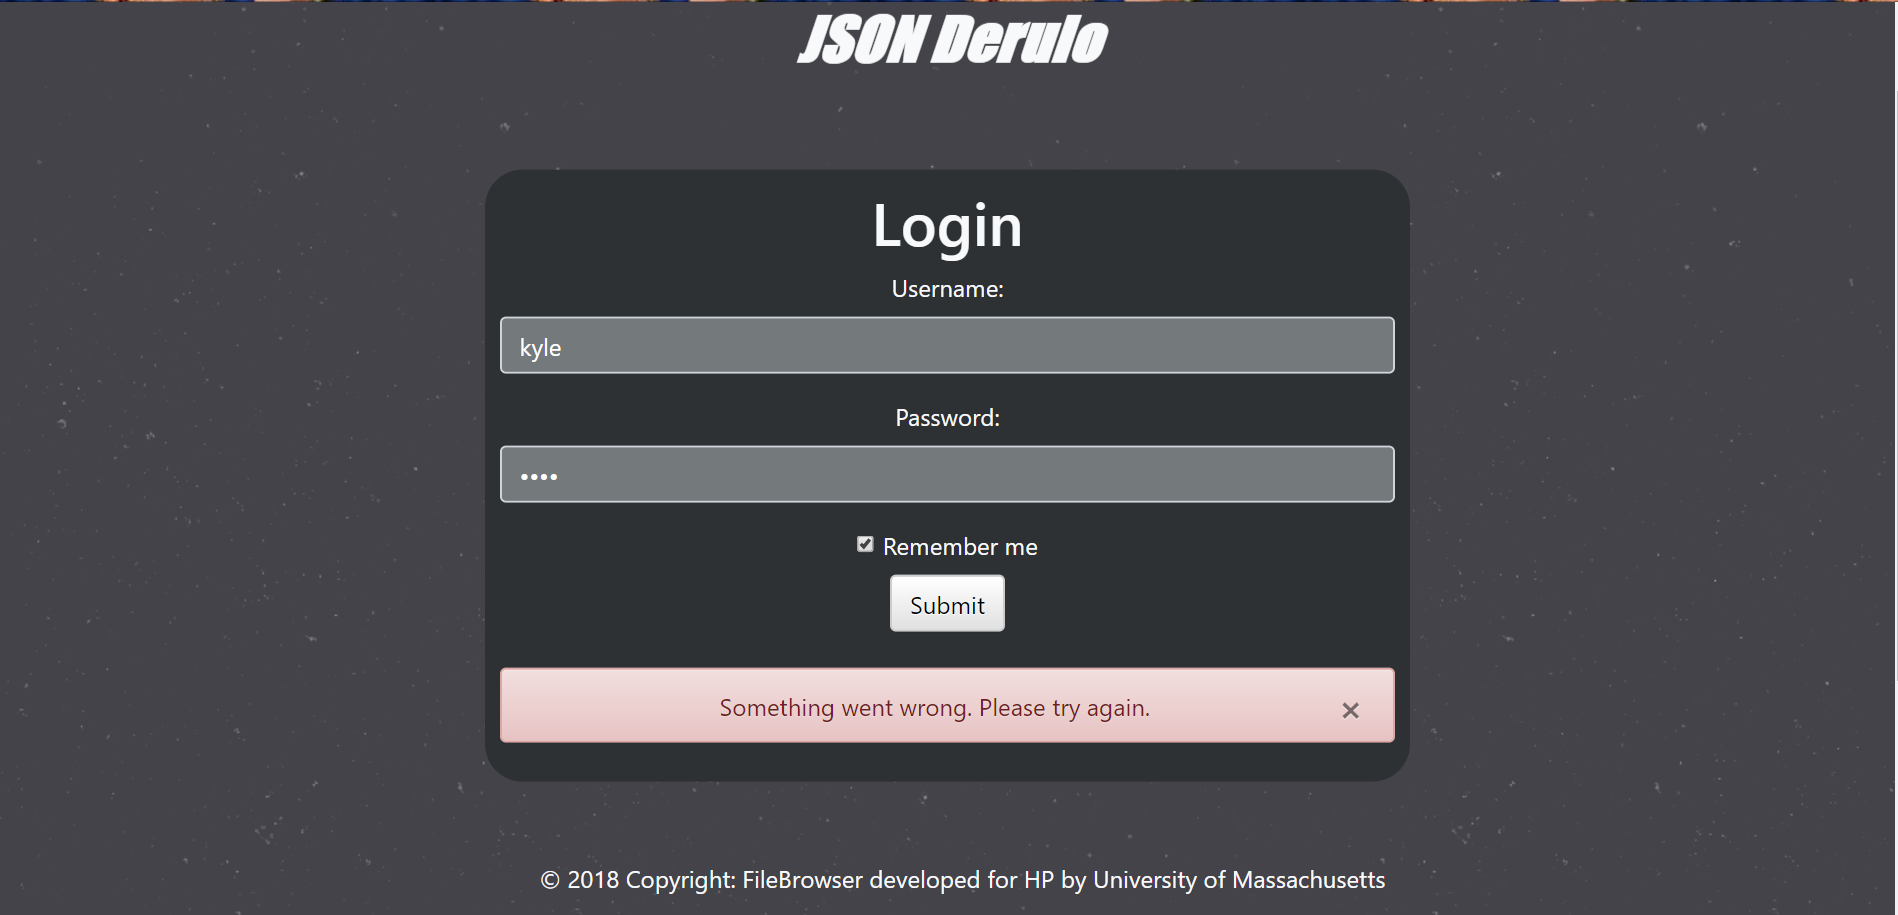 JSON Derulo
Login
Username:
kyle
Password:
••••
Remember me
Submit
Something went wrong. Please try again. ×
© 2018 Copyright: FileBrowser developed for HP by University of Massachusetts